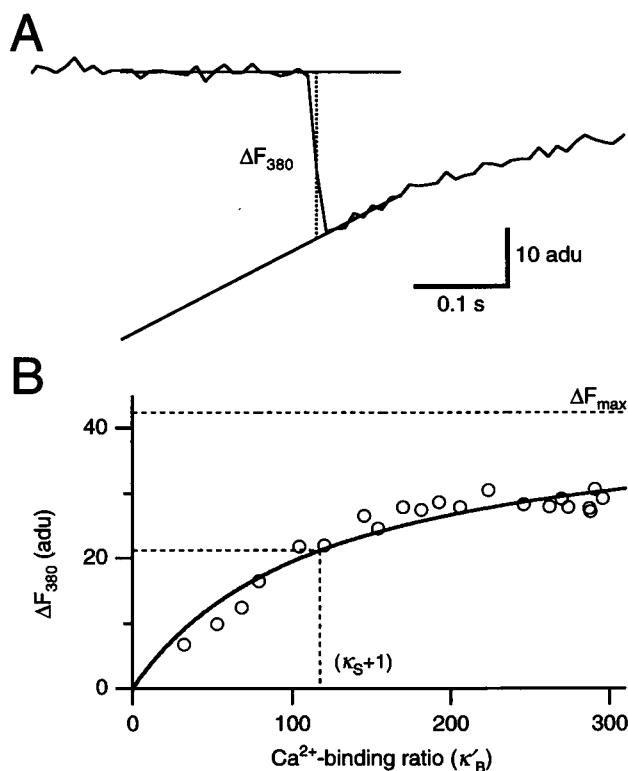 A
ΔF₃₈₀
10 adu
0.1 s
B
ΔFmax
40
20
0
ΔF₃₈₀ (adu)
(κS+1)
0 100 200 300
Ca²⁺-binding ratio (κ′B)